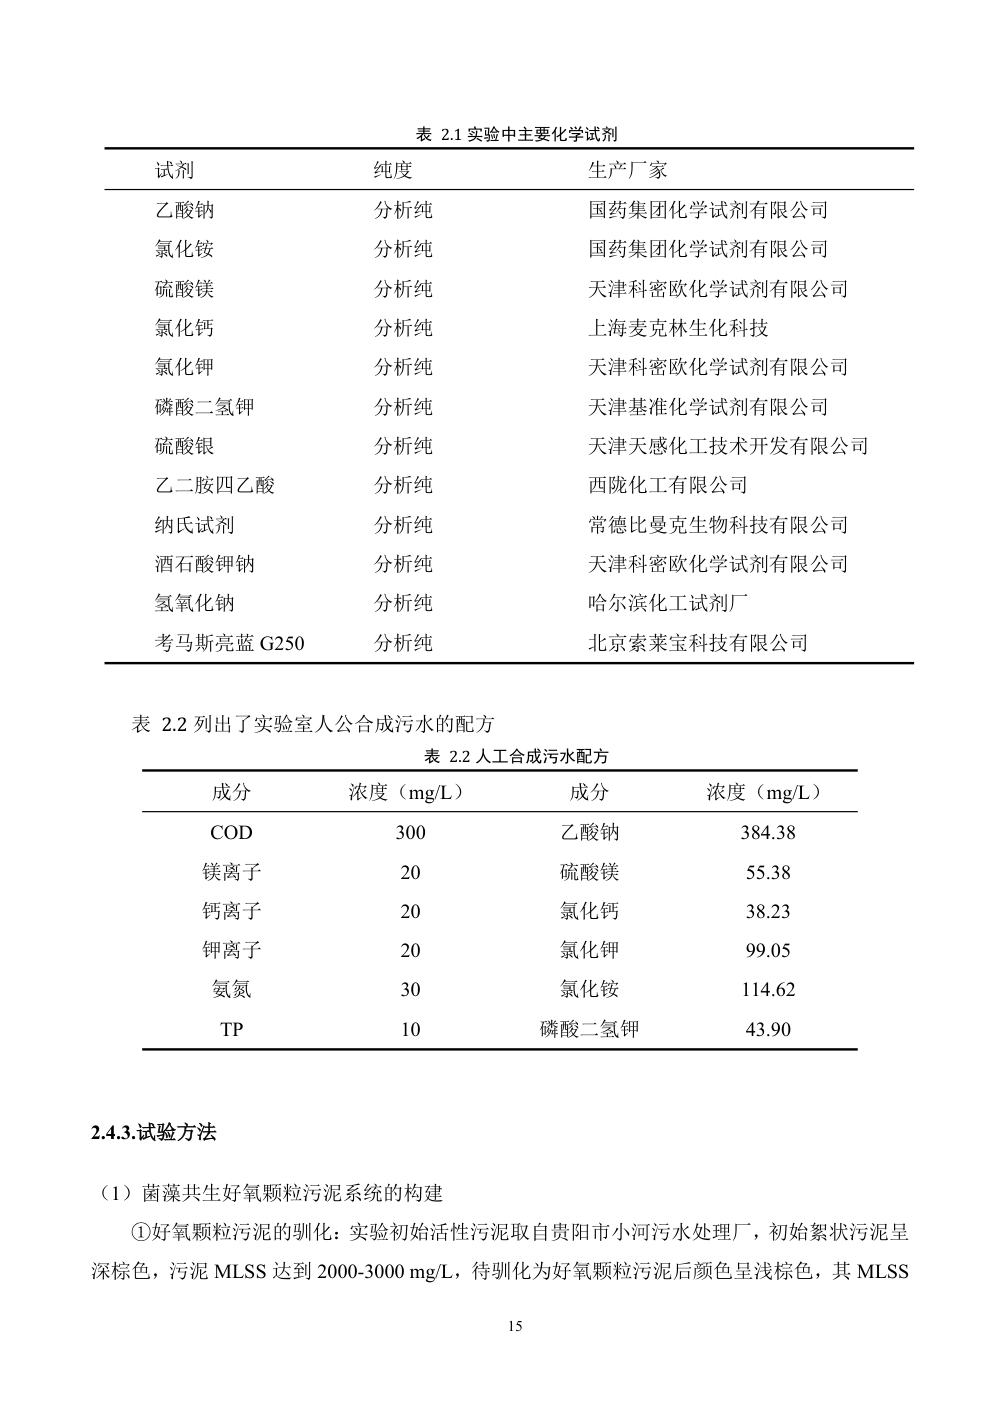 表 2.1 实验中主要化学试剂
试剂 纯度 生产厂家
乙酸钠 分析纯 国药集团化学试剂有限公司
氯化铵 分析纯 国药集团化学试剂有限公司
硫酸镁 分析纯 天津科密欧化学试剂有限公司
氯化钙 分析纯 上海麦克林生化科技
氯化钾 分析纯 天津科密欧化学试剂有限公司
磷酸二氢钾 分析纯 天津基准化学试剂有限公司
硫酸银 分析纯 天津天感化工技术开发有限公司
乙二胺四乙酸 分析纯 西陇化工有限公司
纳氏试剂 分析纯 常德比曼克生物科技有限公司
酒石酸钾钠 分析纯 天津科密欧化学试剂有限公司
氢氧化钠 分析纯 哈尔滨化工试剂厂
考马斯亮蓝 G250 分析纯 北京索莱宝科技有限公司
表 2.2 列出了实验室人公合成污水的配方
表 2.2 人工合成污水配方
成分 浓度（mg/L） 成分 浓度（mg/L）
COD 300 乙酸钠 384.38
镁离子 20 硫酸镁 55.38
钙离子 20 氯化钙 38.23
钾离子 20 氯化钾 99.05
氨氮 30 氯化铵 114.62
TP 10 磷酸二氢钾 43.90
2.4.3.试验方法
（1）菌藻共生好氧颗粒污泥系统的构建
①好氧颗粒污泥的驯化：实验初始活性污泥取自贵阳市小河污水处理厂，初始絮状污泥呈
深棕色，污泥 MLSS 达到 2000-3000 mg/L，待驯化为好氧颗粒污泥后颜色呈浅棕色，其 MLSS
15